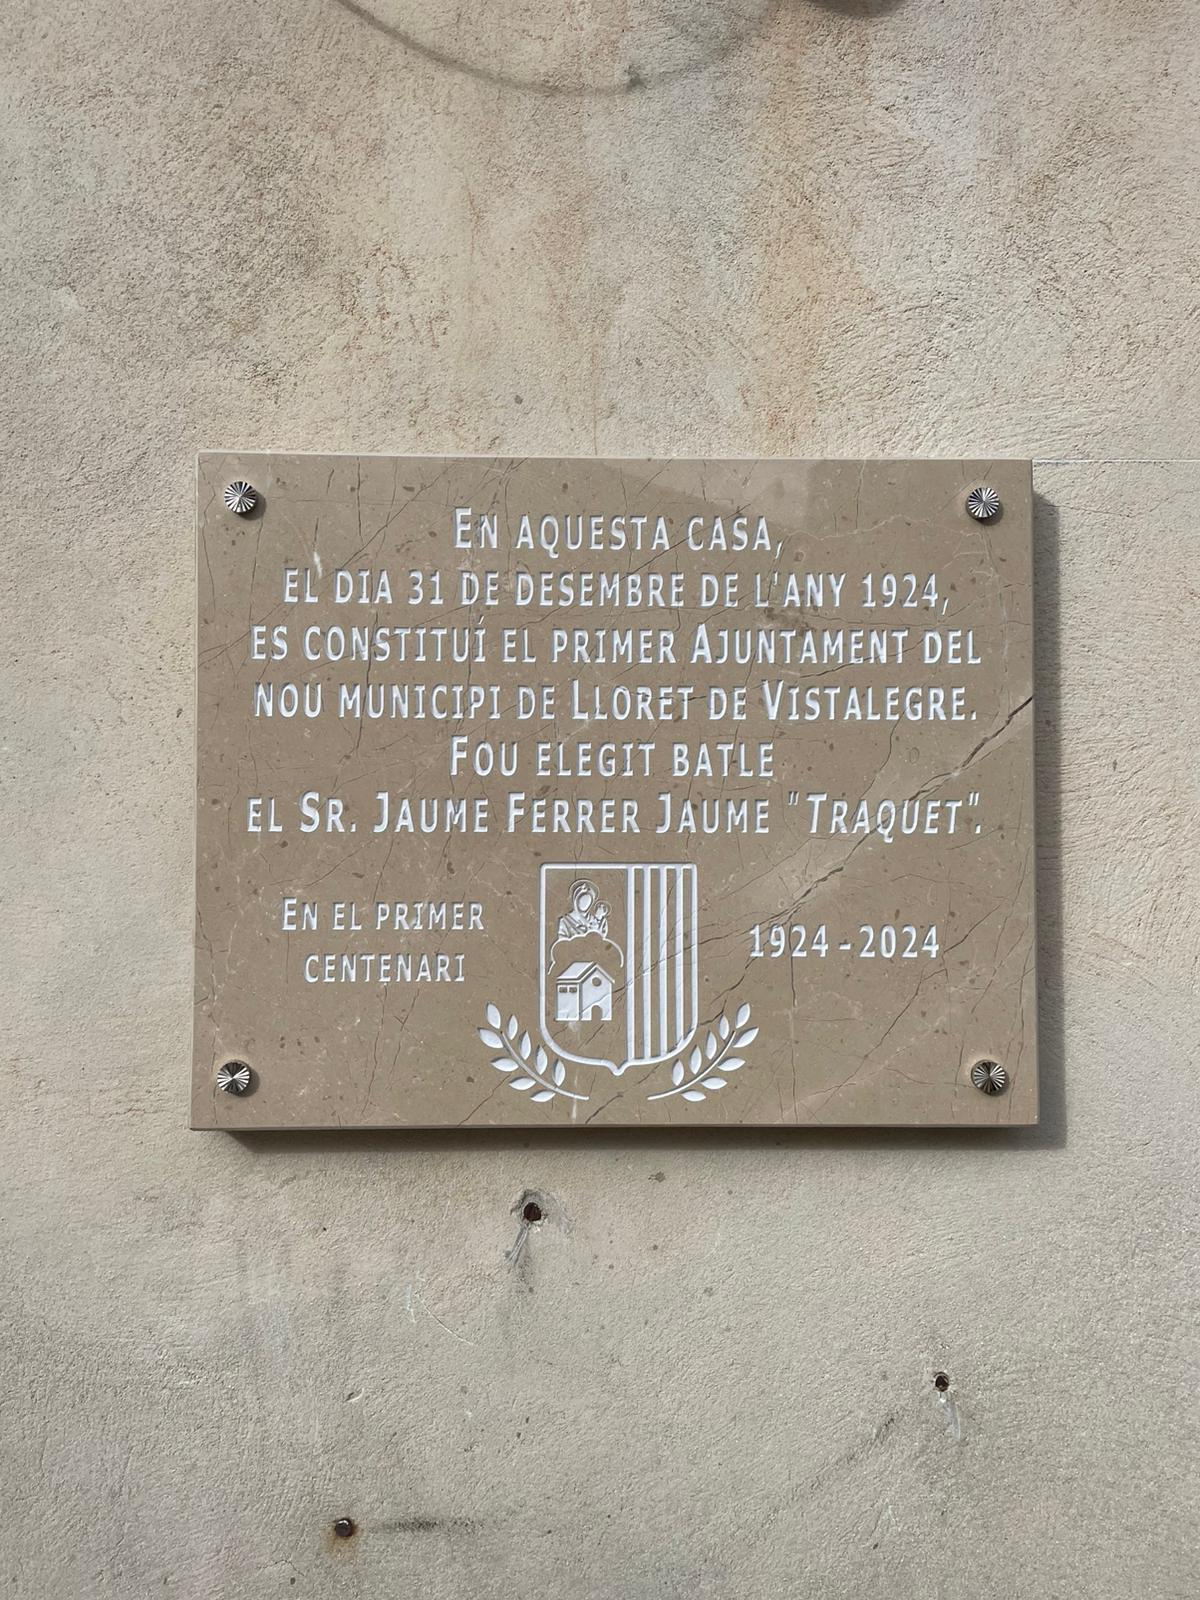 EN AQUESTA CASA,
EL DIA 31 DE DESEMBRE DE L'ANY 1924,
ES CONSTITUÍ EL PRIMER AJUNTAMENT DEL
NOU MUNICIPI DE LLORET DE VISTALEGRE.
FOU ELEGIT BATLE
EL SR. JAUME FERRER JAUME "TRAQUET".
EN EL PRIMER
CENTENARI
1924-2024